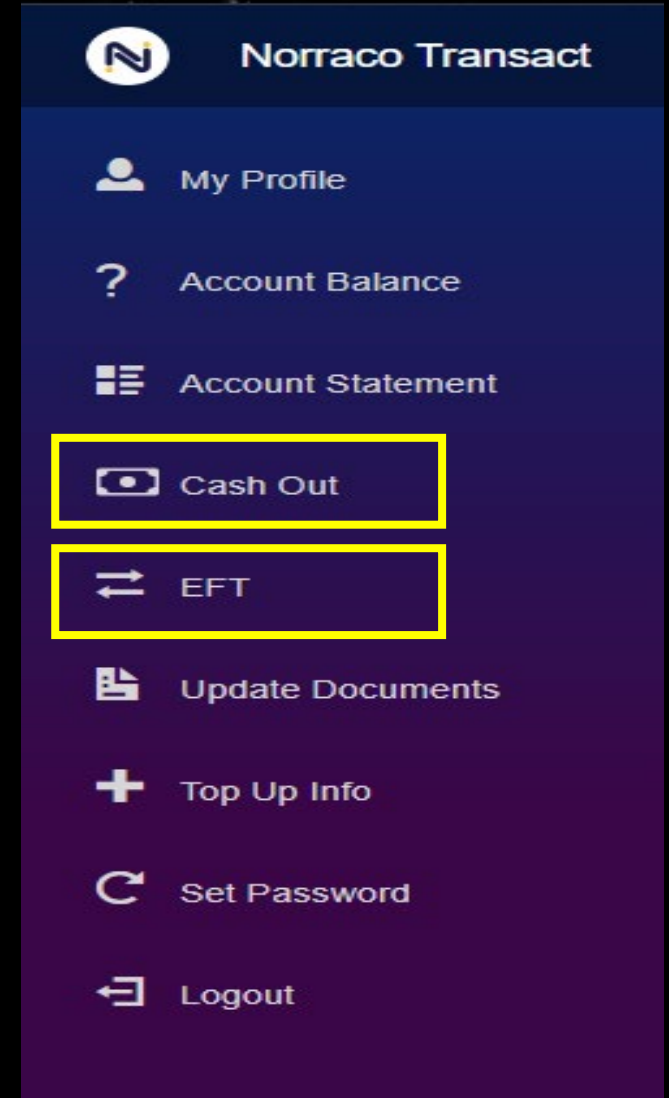 Norraco Transact
My Profile
Account Balance
Account Statement
Cash Out
EFT
Update Documents
Top Up Info
Set Password
Logout